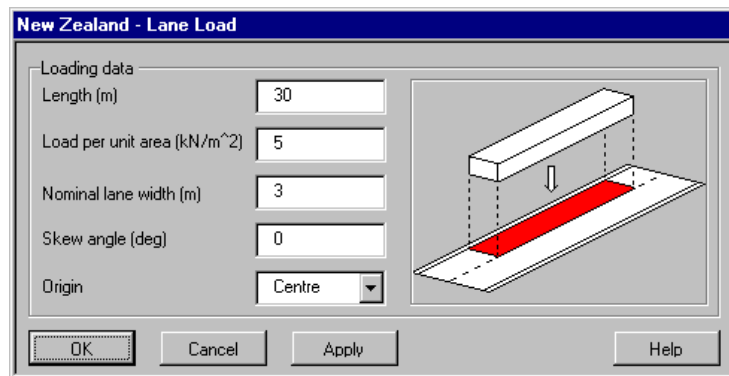 New Zealand - Lane Load
Loading data
Length (m) 30
Load per unit area (kN/m^2) 5
Nominal lane width (m) 3
Skew angle (deg) 0
Origin Centre
OK Cancel Apply Help